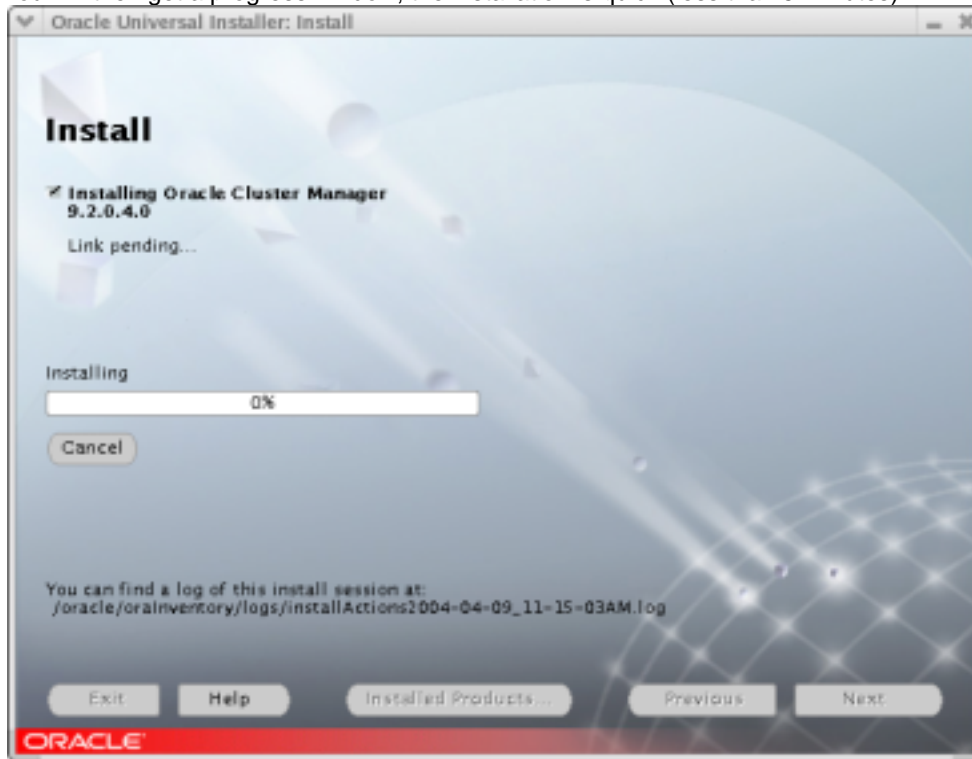 Oracle Universal Installer: Install
Install
Installing Oracle Cluster Manager
9.2.0.4.0
Link pending...
Installing
0%
Cancel
You can find a log of this install session at:
/oracle/oraInventory/logs/installActions2004-04-09_11-15-03AM.log
Exit Help Installed Products... Previous Next
ORACLE